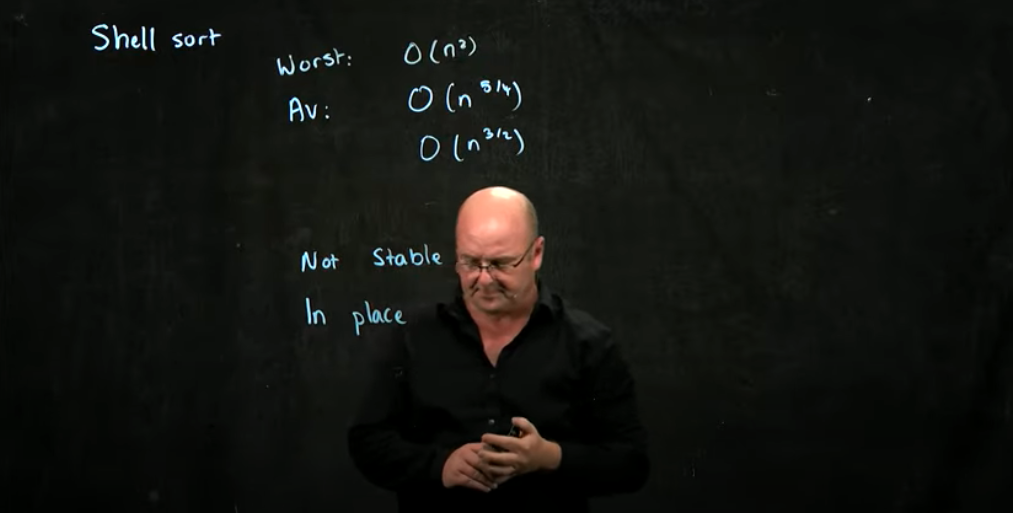 Shell sort
Worst: O(n²)
Av: O(n^5/4)
O(n^3/2)
Not Stable
In place